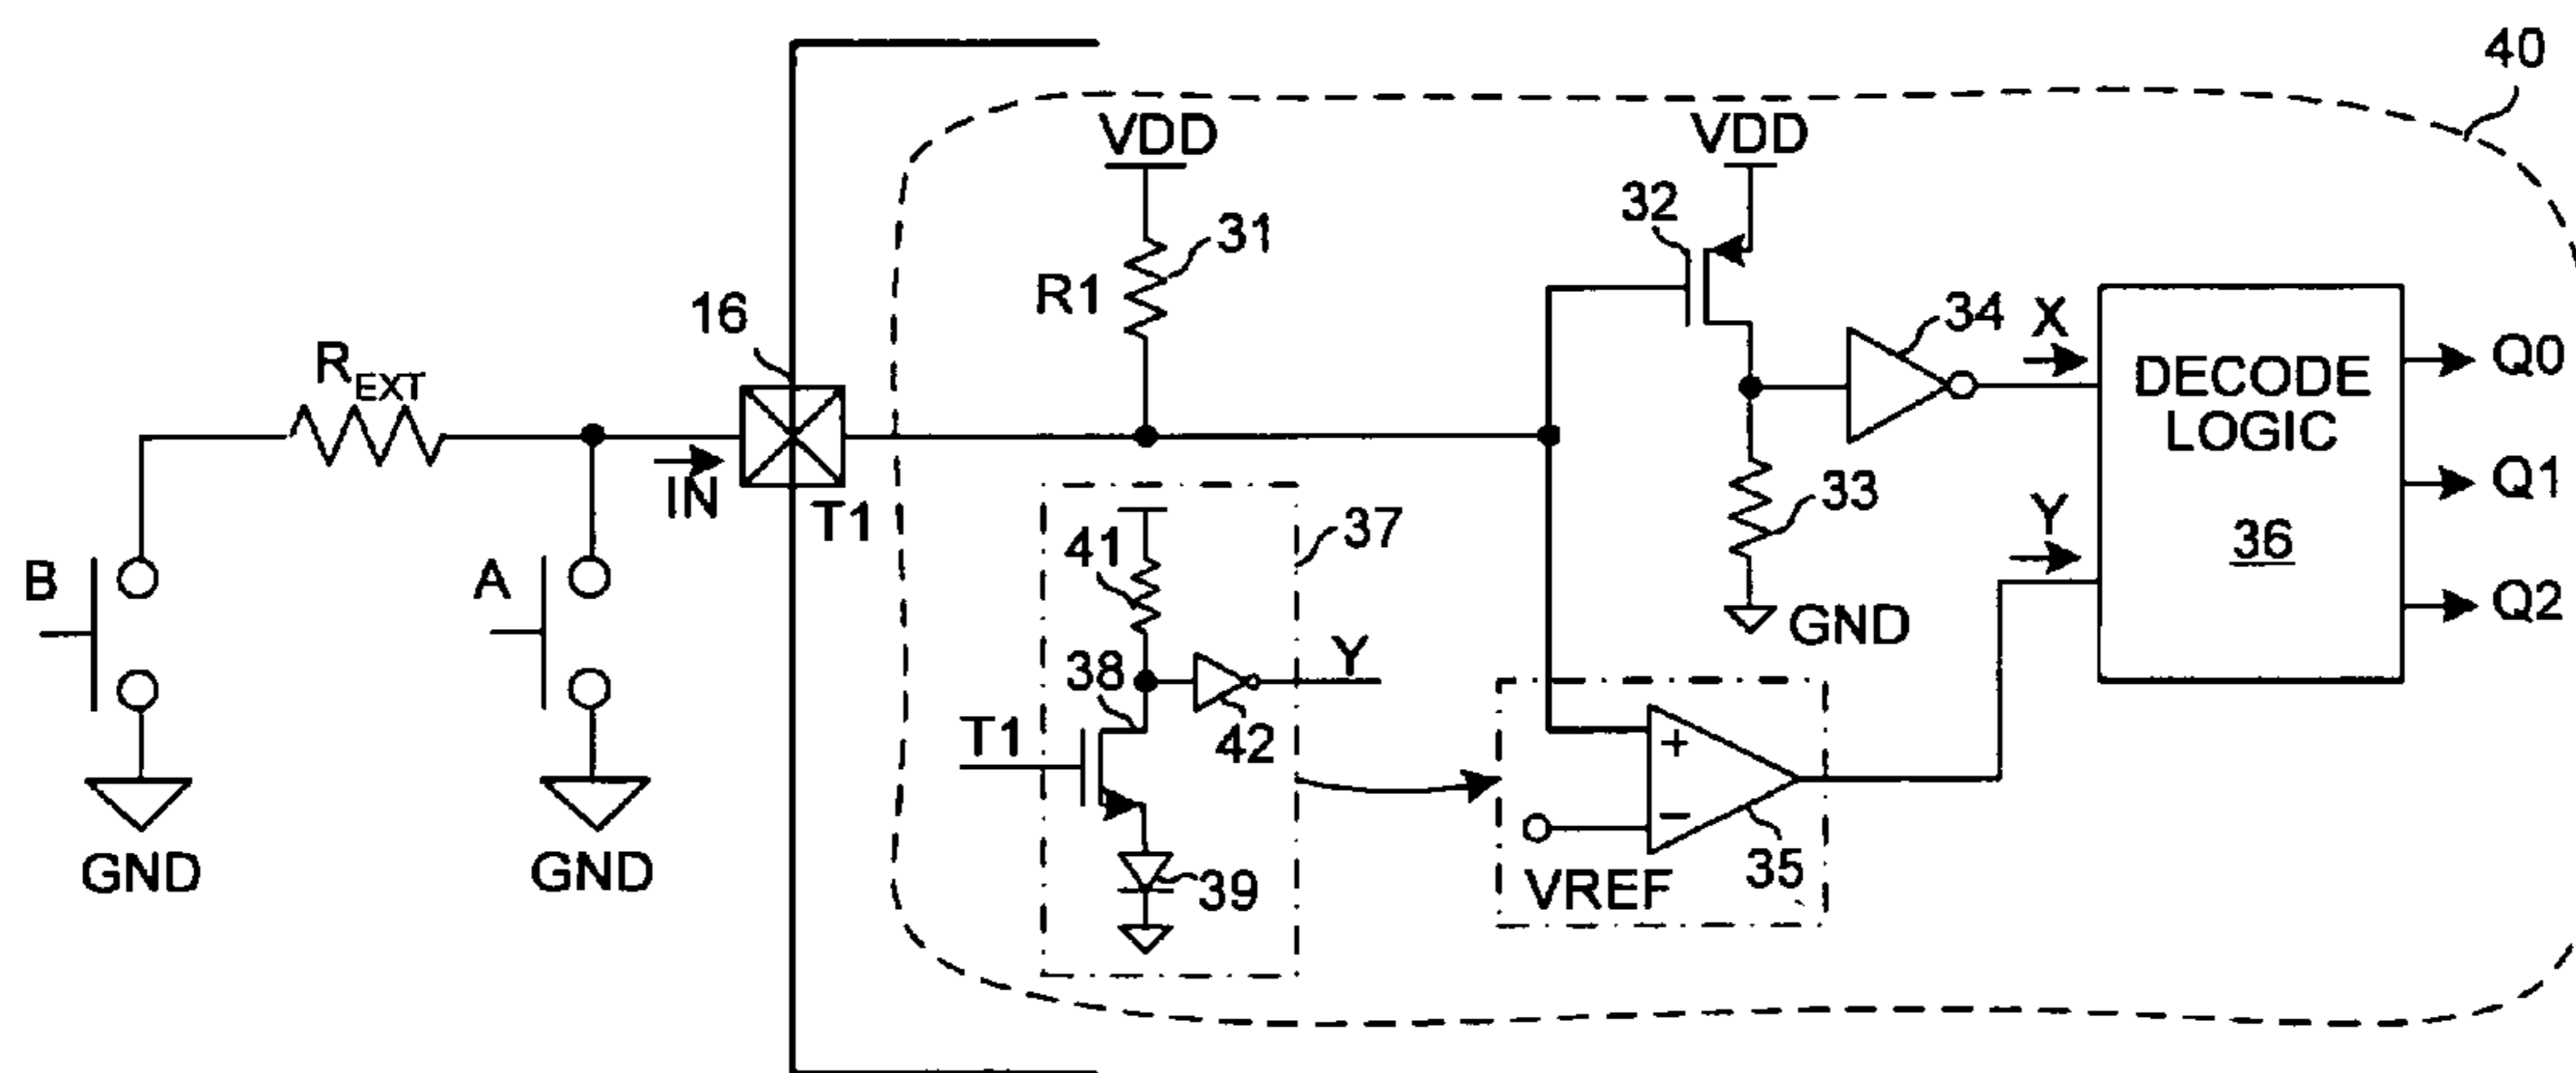 40
VDD
VDD
32
31
R1
16
34
X
Q0
R_EXT
DECODE
LOGIC
Q1
IN
T1
33
Y
36
41
37
B
A
GND
Q2
38
Y
T1
42
+
−
35
39
VREF
GND
GND